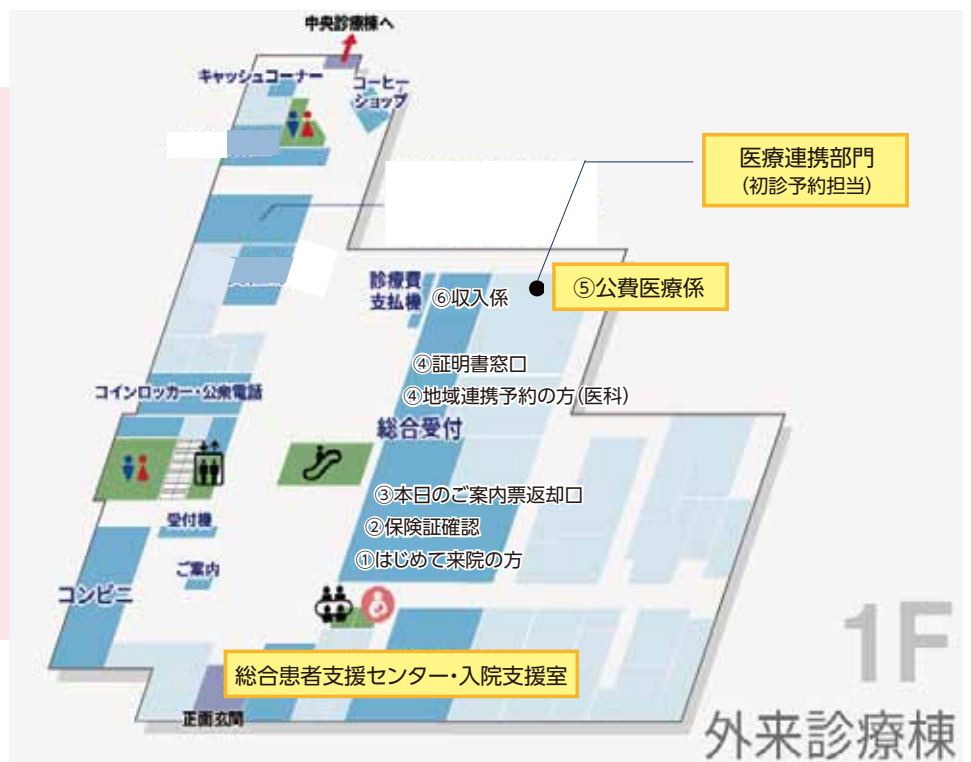 中央診療棟へ
キャッシュコーナー
コーヒー
ショップ
医療連携部門
(初診予約担当)
診療費
支払機
⑥収入係
⑤公費医療係
④証明書窓口
④地域連携予約の方(医科)
コインロッカー・公衆電話
総合受付
③本日のご案内票返却口
②保険証確認
①はじめて来院の方
受付機
ご案内
コンビニ
総合患者支援センター・入院支援室
正面玄関
1F
外来診療棟